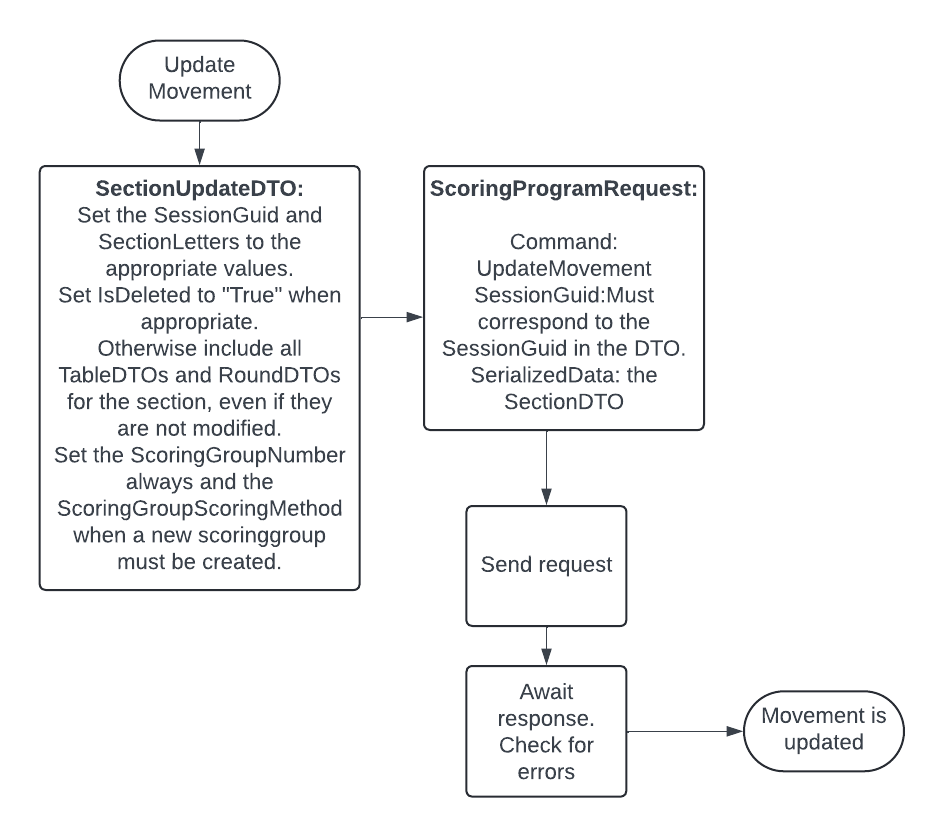 Update
Movement
SectionUpdateDTO:
Set the SessionGuid and
SectionLetters to the
appropriate values.
Set IsDeleted to "True" when
appropriate.
Otherwise include all
TableDTOs and RoundDTOs
for the section, even if they
are not modified.
Set the ScoringGroupNumber
always and the
ScoringGroupScoringMethod
when a new scoringgroup
must be created.
ScoringProgramRequest:
Command:
UpdateMovement
SessionGuid:Must
correspond to the
SessionGuid in the DTO.
SerializedData: the
SectionDTO
Send request
Await
response.
Check for
errors
Movement is
updated